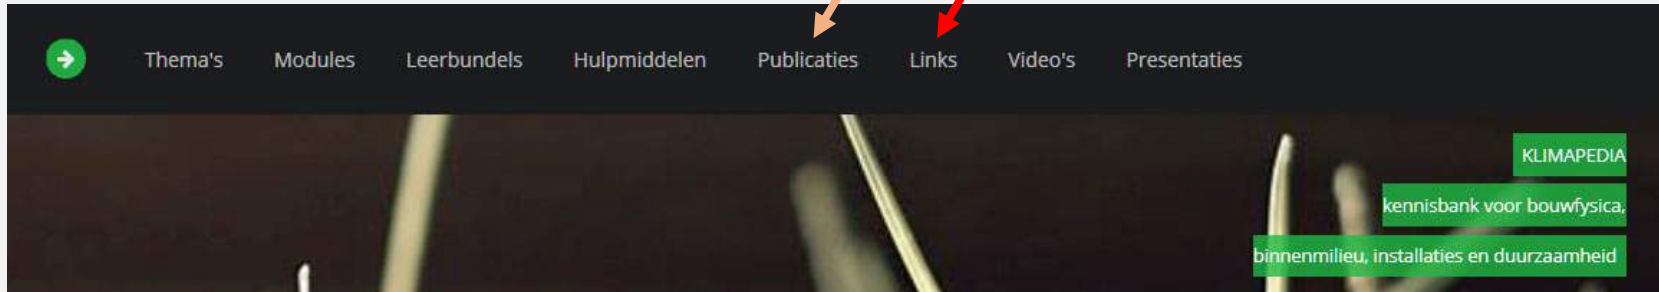 Thema's Modules Leerbundels Hulpmiddelen Publicaties Links Video's Presentaties
KLIMAPEDIA
kennisbank voor bouwfysica,
binnenmilieu, installaties en duurzaamheid